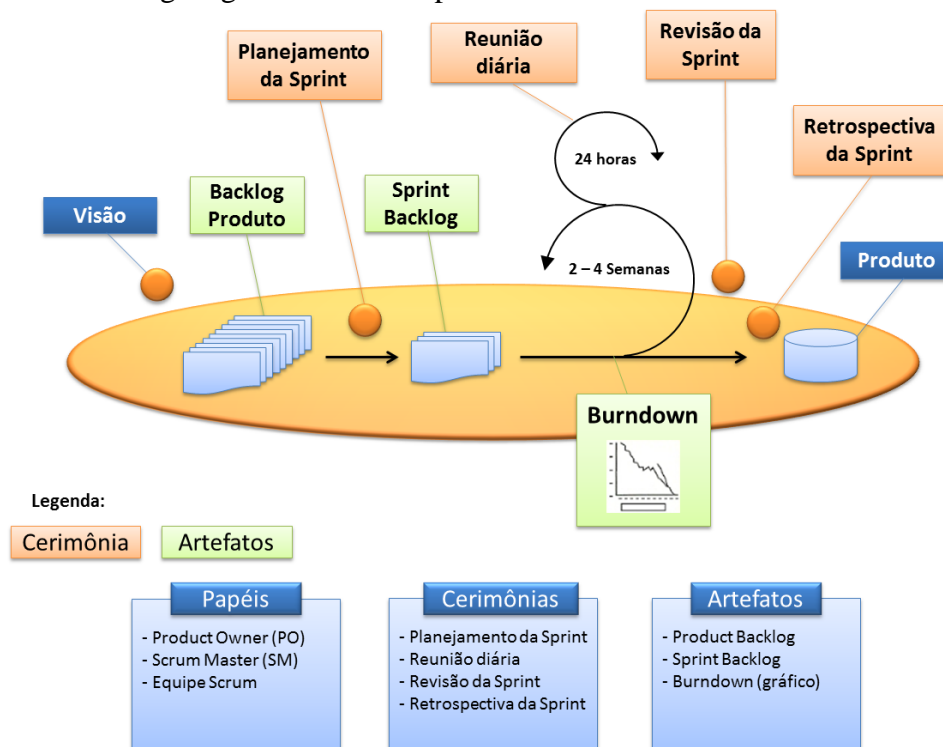 Planejamento
da Sprint
Reunião
diária
Revisão da
Sprint
Retrospectiva
da Sprint
24 horas
Visão
Backlog
Produto
Sprint
Backlog
2 – 4 Semanas
Produto
Burndown
Legenda:
Cerimônia
Artefatos
Papéis
- Product Owner (PO)
- Scrum Master (SM)
- Equipe Scrum
Cerimônias
- Planejamento da Sprint
- Reunião diária
- Revisão da Sprint
- Retrospectiva da Sprint
Artefatos
- Product Backlog
- Sprint Backlog
- Burndown (gráfico)